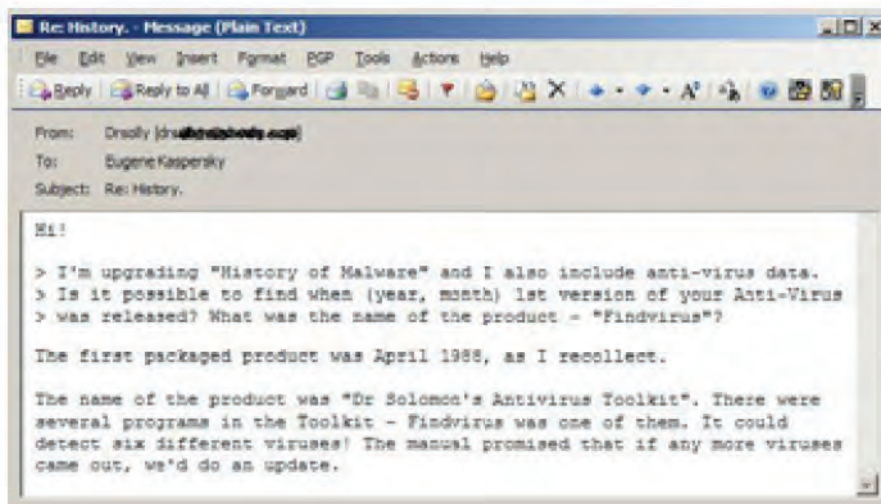 Re: History. - Message (Plain Text)
File Edit View Insert Format PGP Tools Actions Help
Reply Reply to All Forward
From: Drsolly
To: Eugene Kaspersky
Subject: Re: History.
Hi!
> I'm upgrading "History of Malware" and I also include anti-virus data.
> Is it possible to find when (year, month) 1st version of your Anti-Virus
> was released? What was the name of the product - "Findvirus"?
The first packaged product was April 1988, as I recollect.
The name of the product was "Dr Solomon's Antivirus Toolkit". There were
several programs in the Toolkit - Findvirus was one of them. It could
detect six different viruses! The manual promised that if any more viruses
came out, we'd do an update.